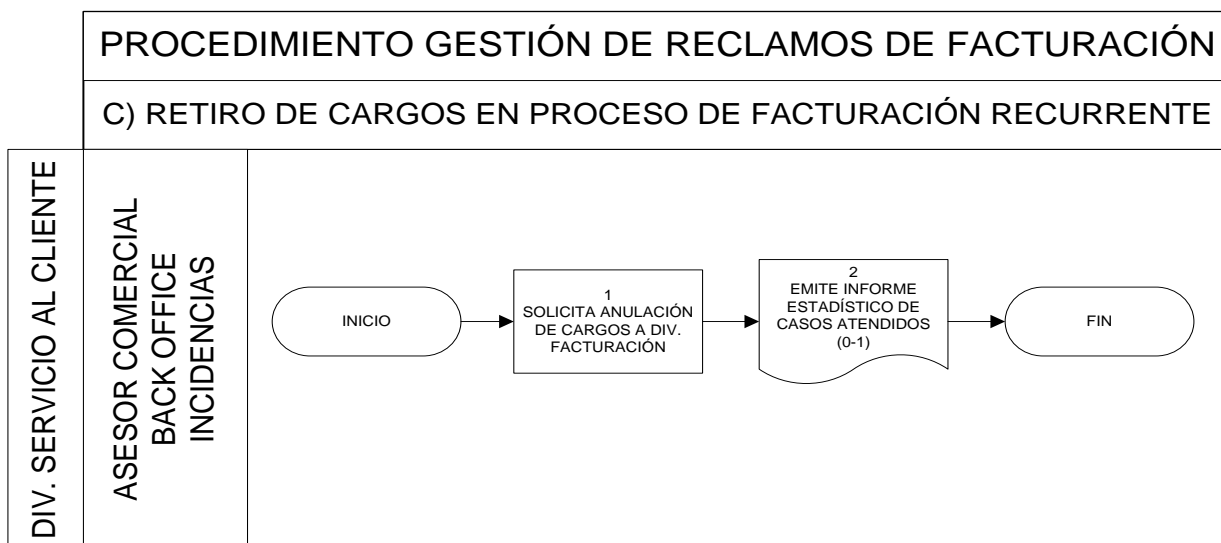 PROCEDIMIENTO GESTIÓN DE RECLAMOS DE FACTURACIÓN
C) RETIRO DE CARGOS EN PROCESO DE FACTURACIÓN RECURRENTE
DIV. SERVICIO AL CLIENTE
ASESOR COMERCIAL
BACK OFFICE
INCIDENCIAS
INICIO
1
SOLICITA ANULACIÓN
DE CARGOS A DIV.
FACTURACIÓN
2
EMITE INFORME
ESTADÍSTICO DE
CASOS ATENDIDOS
(0-1)
FIN